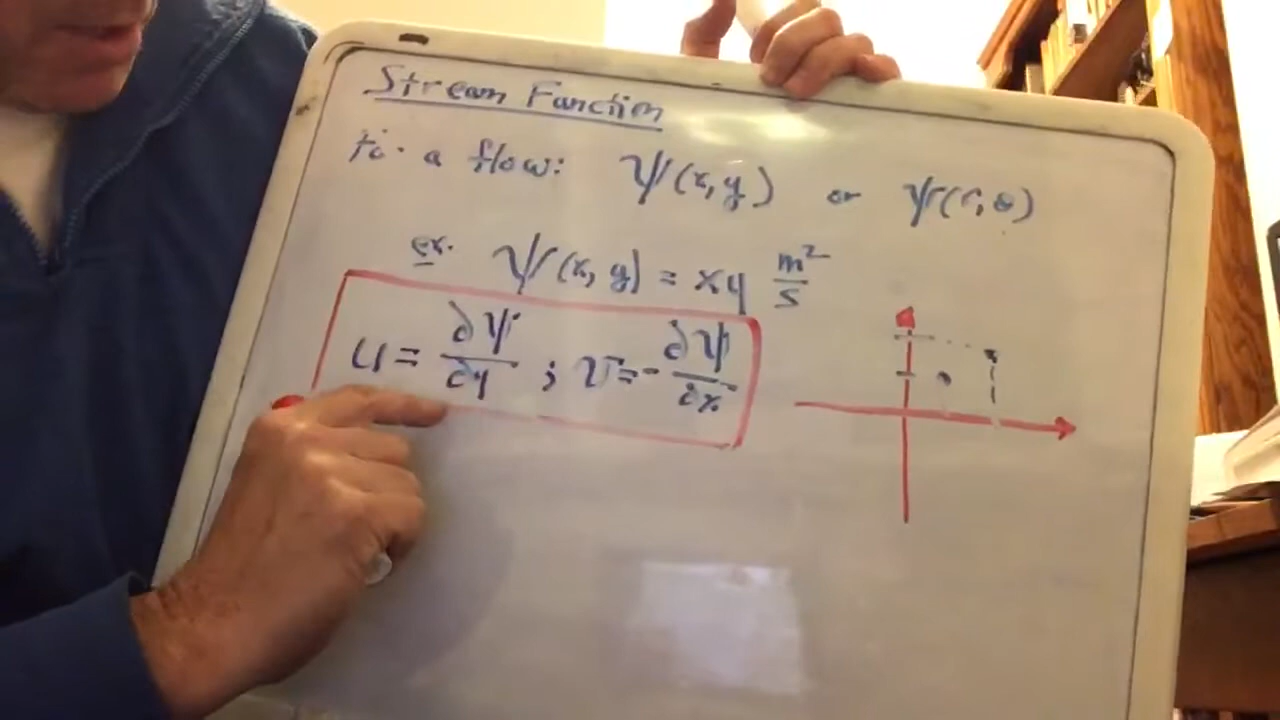 Stream Function
to a flow: ψ(x,y) or ψ(r,θ)
ex. ψ(x,y) = xy m²/s
u = ∂ψ/∂y ; v = -∂ψ/∂x